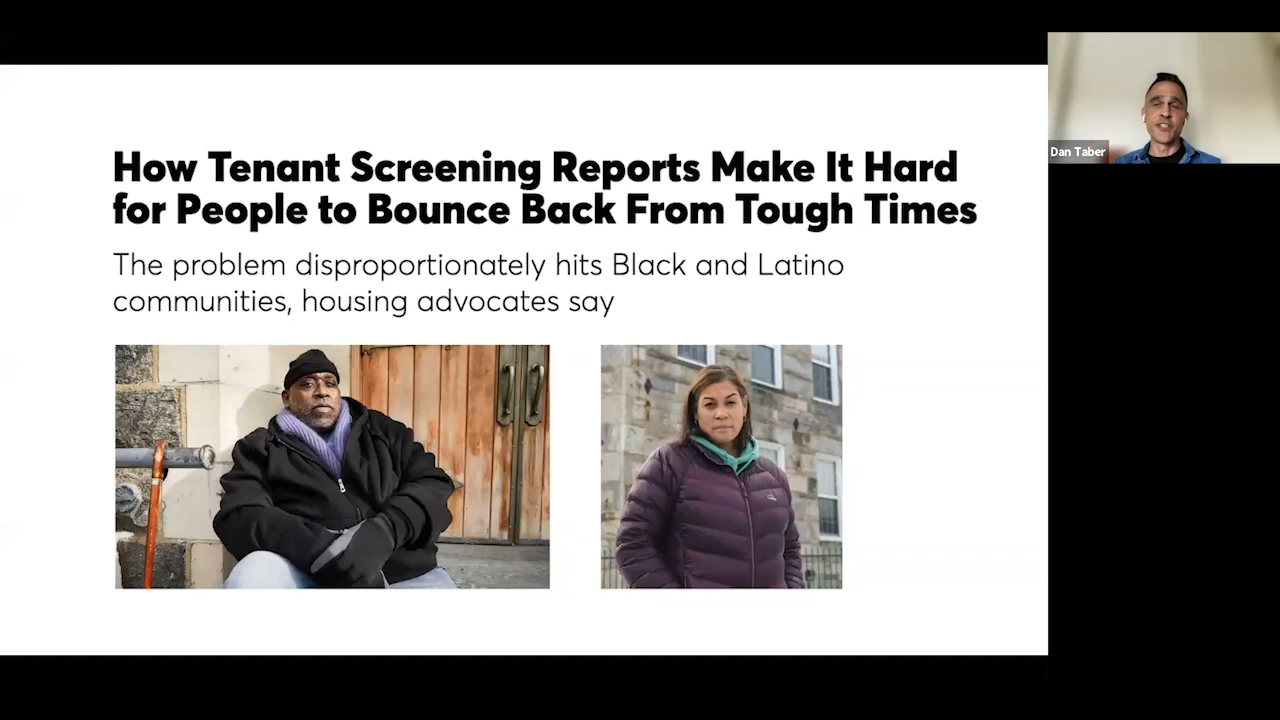 How Tenant Screening Reports Make It Hard
for People to Bounce Back From Tough Times
The problem disproportionately hits Black and Latino
communities, housing advocates say
Dan Taber